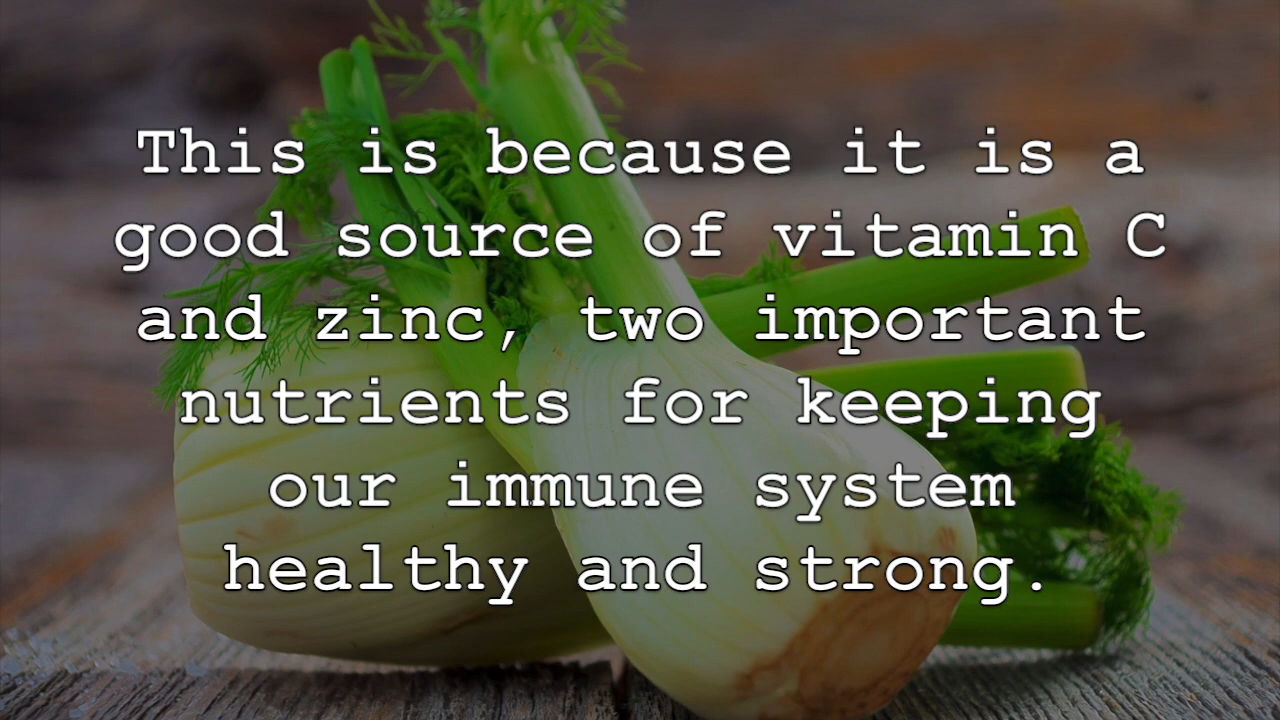 This is because it is a
good source of vitamin C
and zinc, two important
nutrients for keeping
our immune system
healthy and strong.